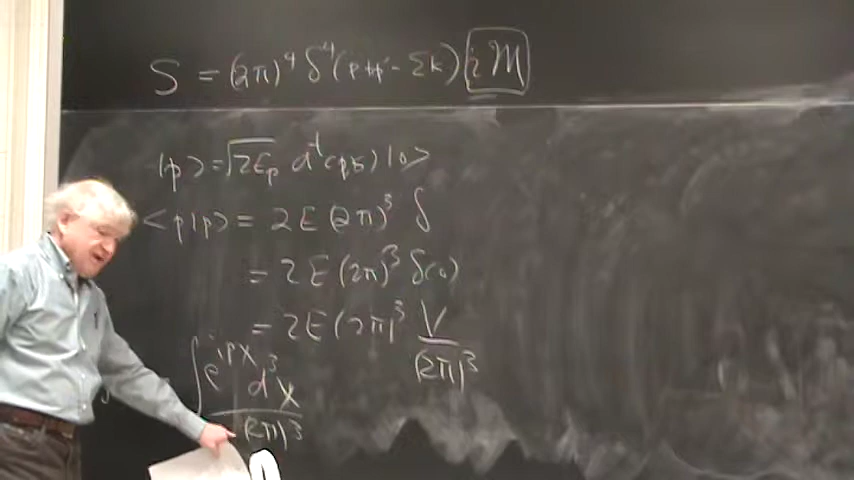 S = (2π)⁴ δ⁴(p+p'-Σk) iM
|p> = √2Eₚ a†(p,s)|0>
<p|p> = 2E(2π)³ δ
= 2E(2π)³ δ(0)
= 2E(2π)³ V/(2π)³
∫e^{ipx} d³x/(2π)³